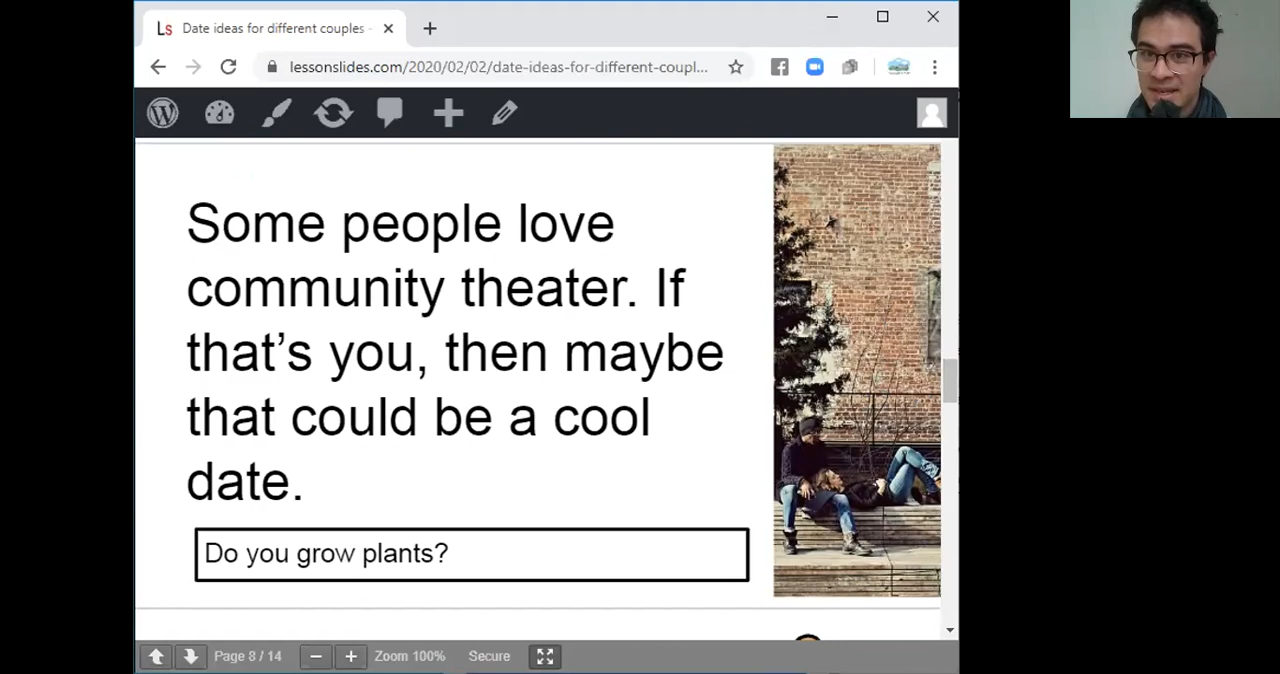 Ls Date ideas for different couples -
lessonslides.com/2020/02/02/date-ideas-for-different-coupl...
Some people love
community theater. If
that’s you, then maybe
that could be a cool
date.
Do you grow plants?
Page 8 / 14
Zoom 100%
Secure